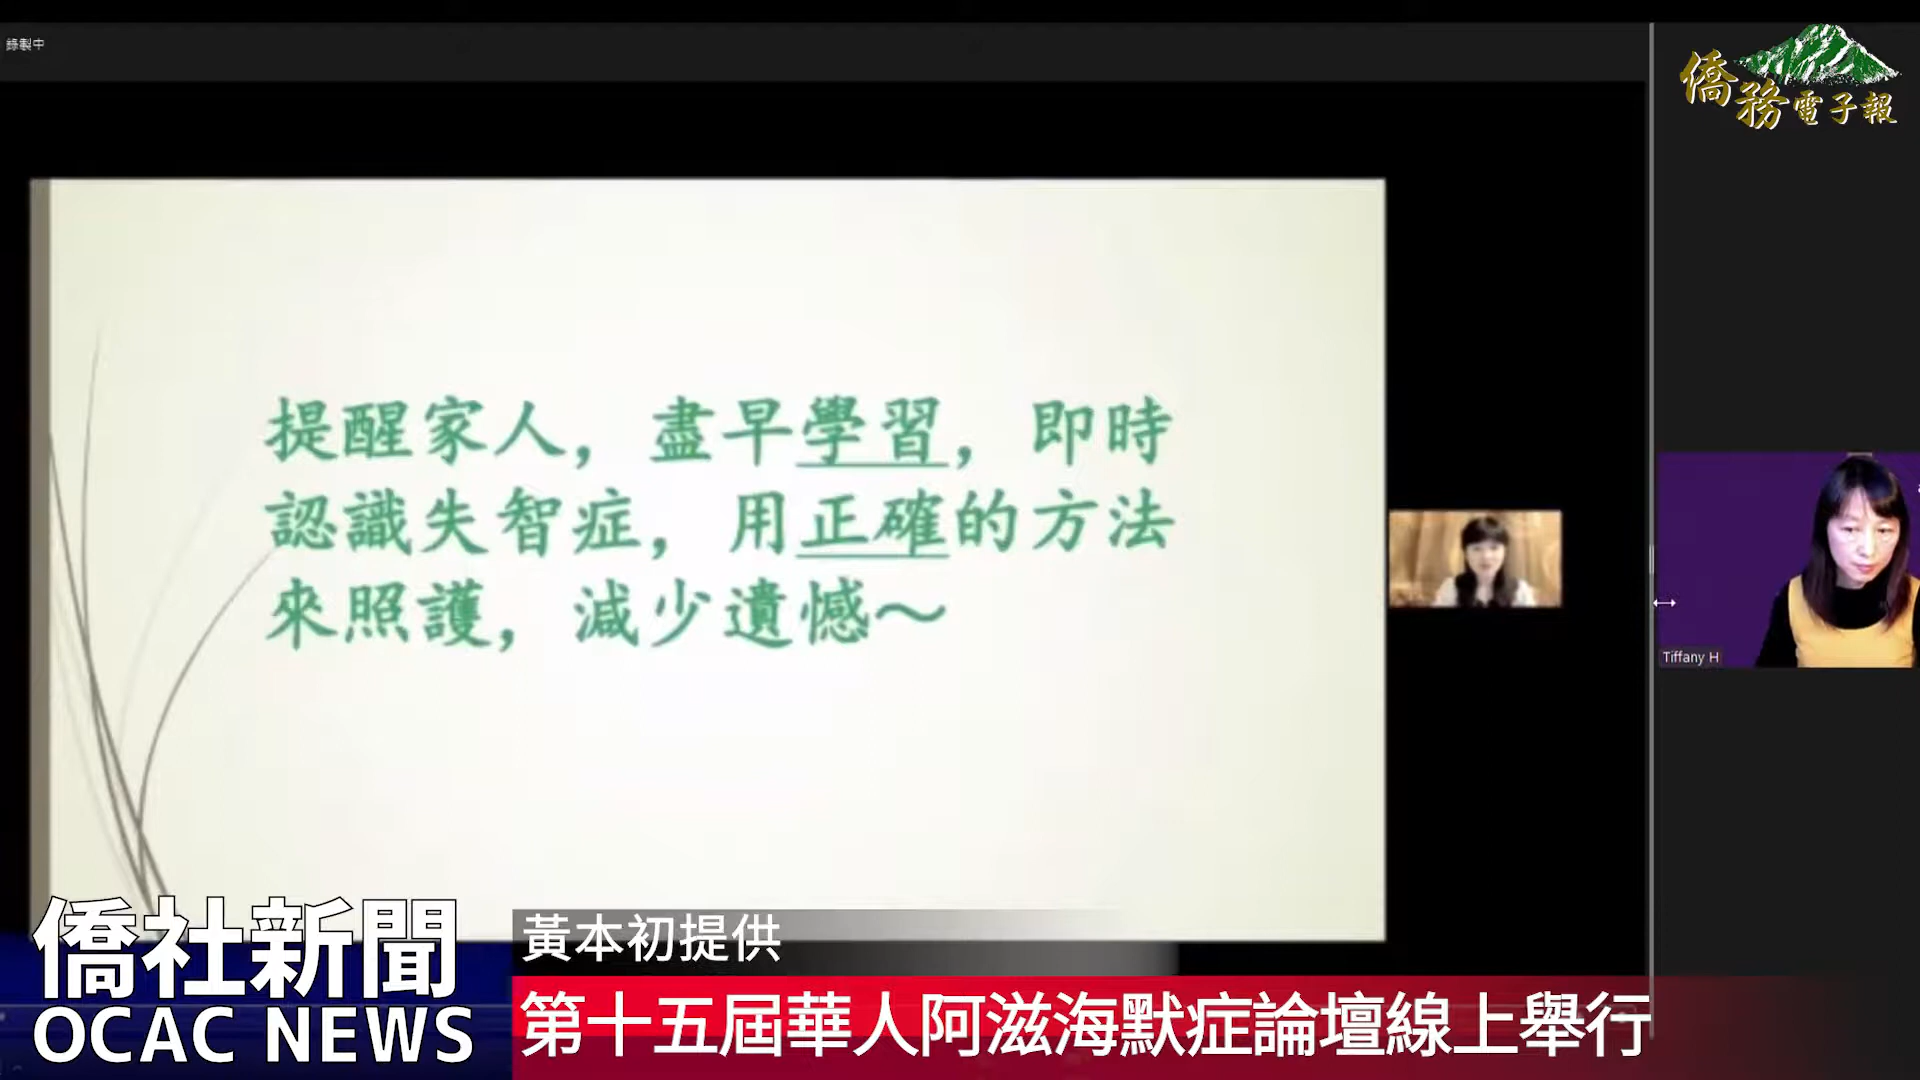 錄製中
僑務電子報
提醒家人，盡早學習，即時
認識失智症，用正確的方法
來照護，減少遺憾～
Tiffany H
僑社新聞
OCAC NEWS
黃本初提供
第十五屆華人阿滋海默症論壇線上舉行